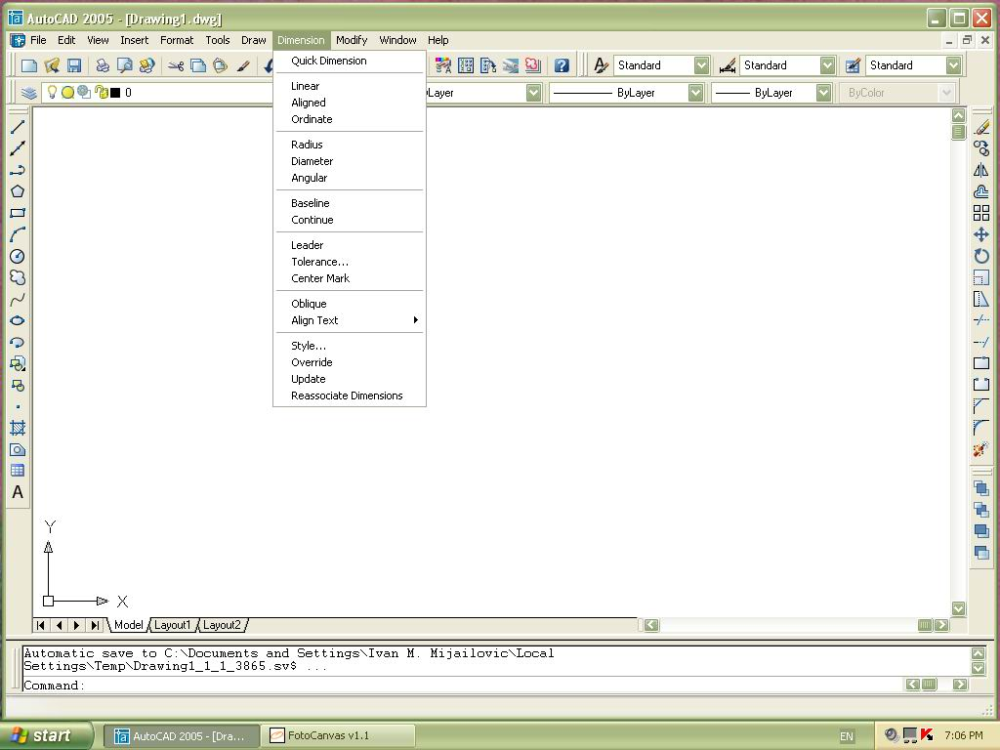 AutoCAD 2005 - [Drawing1.dwg]
File Edit View Insert Format Tools Draw Dimension Modify Window Help
Standard Standard Standard
0 ByLayer ByLayer ByColor
Quick Dimension
Linear
Aligned
Ordinate
Radius
Diameter
Angular
Baseline
Continue
Leader
Tolerance...
Center Mark
Oblique
Align Text
Style...
Override
Update
Reassociate Dimensions
A
Y
X
Model Layout1 Layout2
Automatic save to C:\Documents and Settings\Ivan M. Mijailovic\Local
Settings\Temp\Drawing1_1_1_3865.sv$ ...
Command:
start AutoCAD 2005 - [Dra... FotoCanvas v1.1 EN 7:06 PM